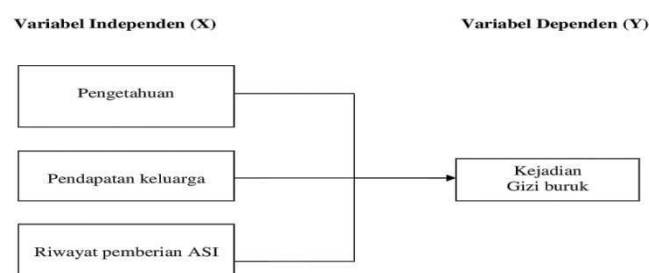 Variabel Independen (X)
Variabel Dependen (Y)
Pengetahuan
Pendapatan keluarga
Kejadian
Gizi buruk
Riwayat pemberian ASI